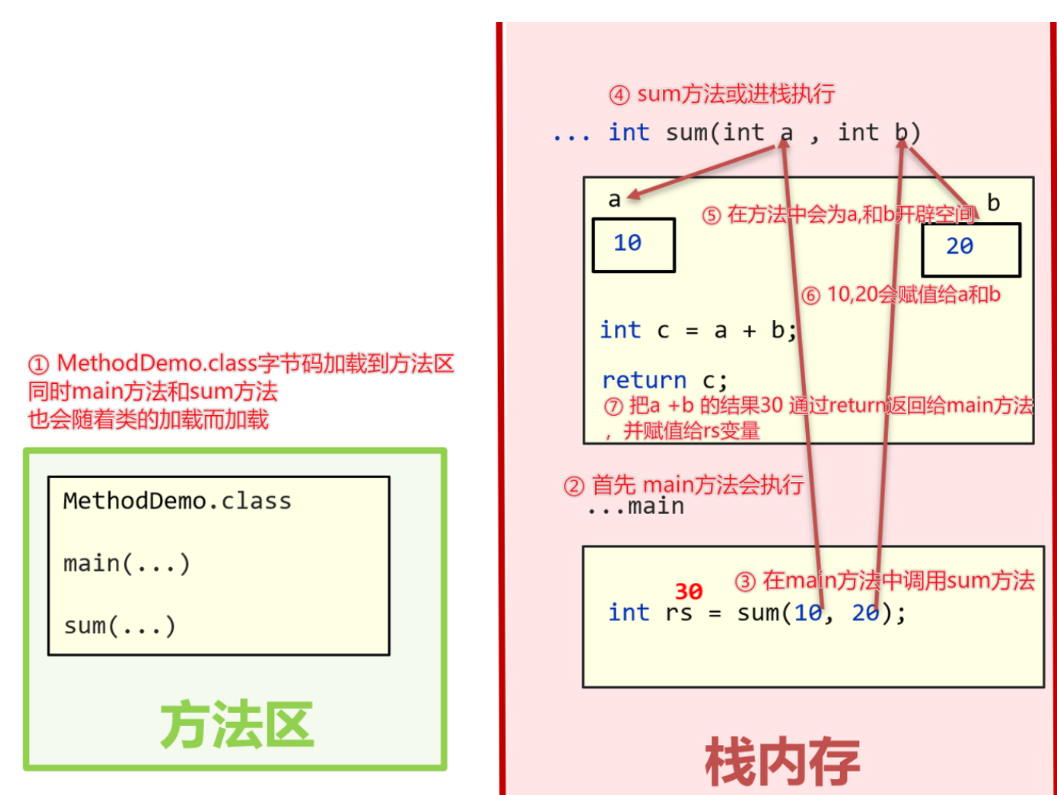 ① MethodDemo.class字节码加载到方法区
同时main方法和sum方法
也会随着类的加载而加载
MethodDemo.class
main(...)
sum(...)
方法区
④ sum方法或进栈执行
... int sum(int a , int b)
a
b
⑤ 在方法中会为a,和b开辟空间
10
20
⑥ 10,20会赋值给a和b
int c = a + b;
return c;
⑦ 把a +b 的结果30 通过return返回给main方法
，并赋值给rs变量
② 首先 main方法会执行
...main
③ 在main方法中调用sum方法
30
int rs = sum(10, 20);
栈内存